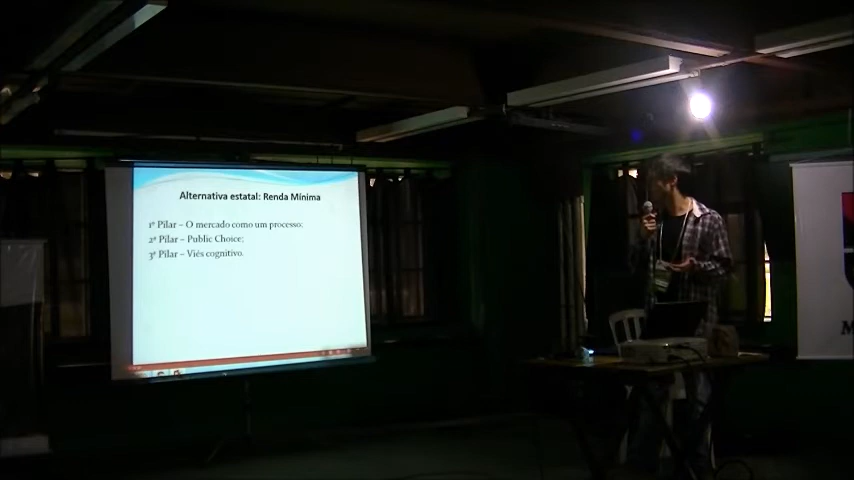 Alternativa estatal: Renda Mínima
1º Pilar – O mercado como um processo;
2º Pilar – Public Choice;
3º Pilar – Viés cognitivo.
M